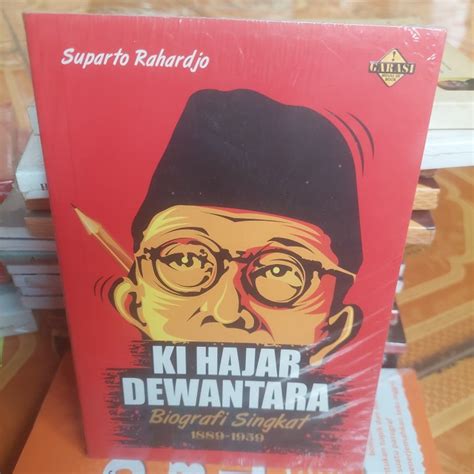 Suparto Rahardjo
GARASI
KI HAJAR
DEWANTARA
Biografi Singkat
1889-1959